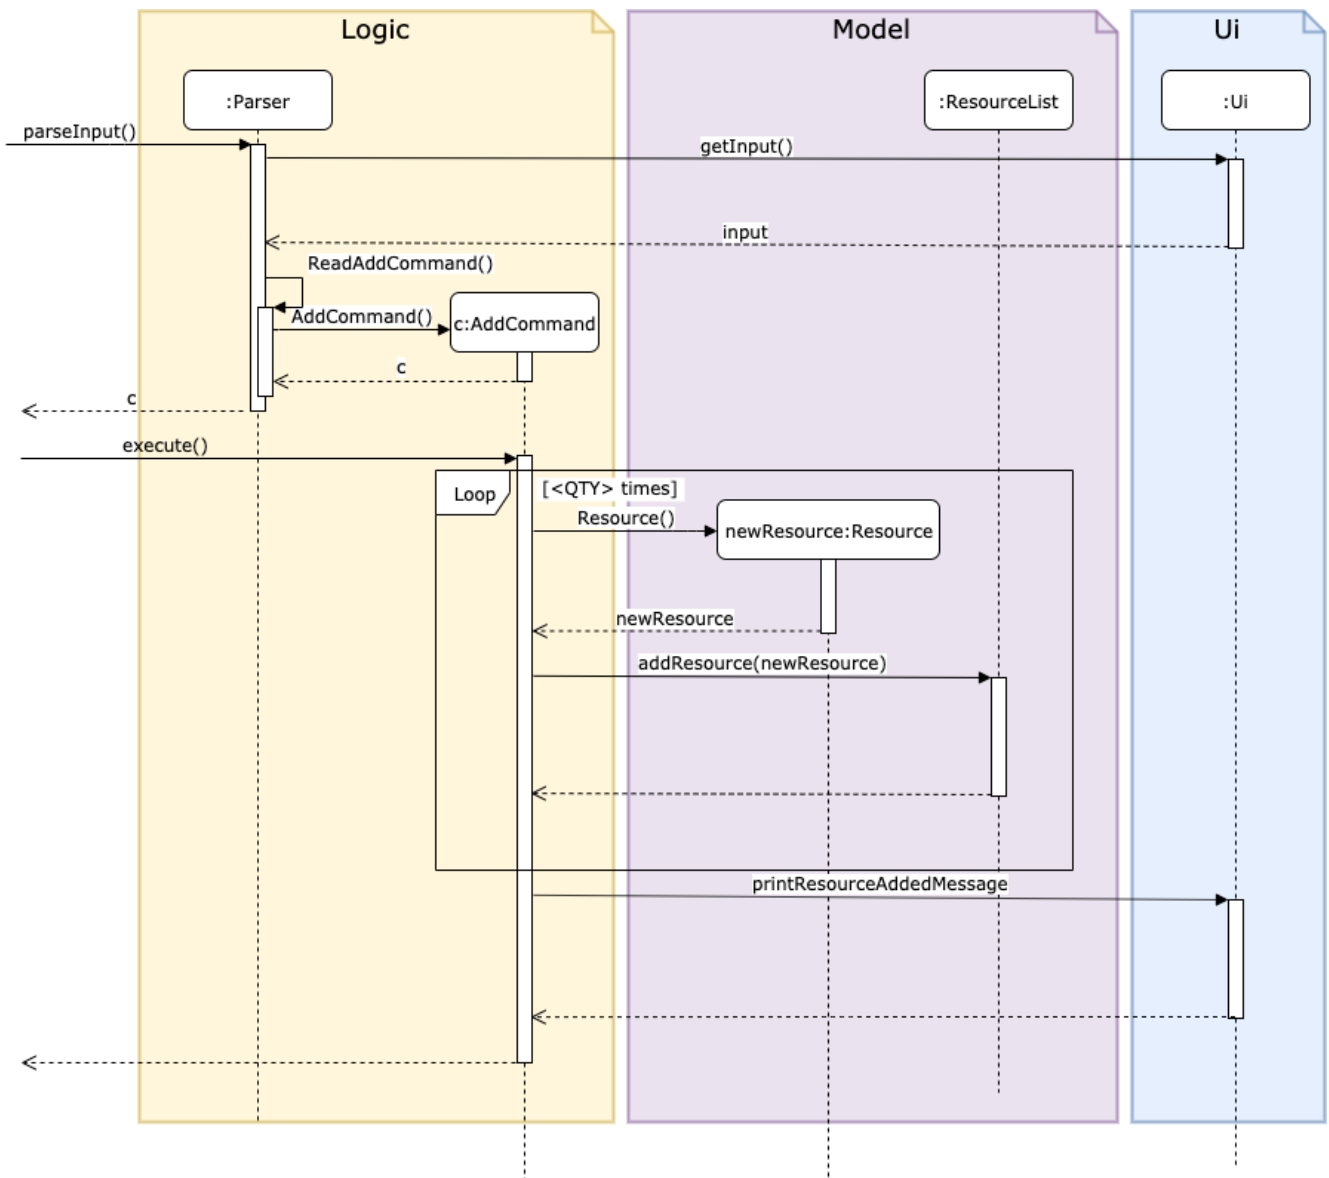 Logic
Model
Ui
:Parser
:ResourceList
:Ui
parseInput()
getInput()
input
ReadAddCommand()
AddCommand()
c:AddCommand
c
c
execute()
Loop
[<QTY> times]
Resource()
newResource:Resource
newResource
addResource(newResource)
printResourceAddedMessage